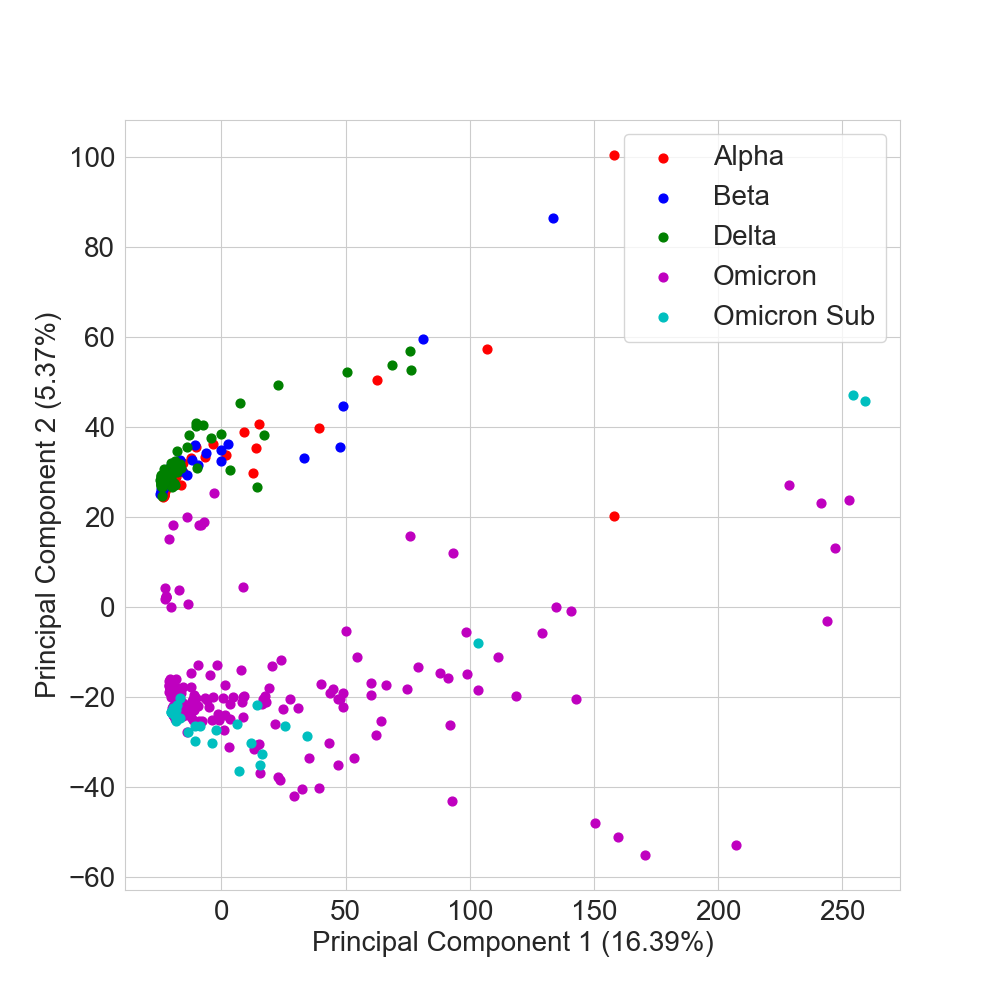 Principal Component 2 (5.37%)
100
80
60
40
20
0
−20
−40
−60
Alpha
Beta
Delta
Omicron
Omicron Sub
0 50 100 150 200 250
Principal Component 1 (16.39%)